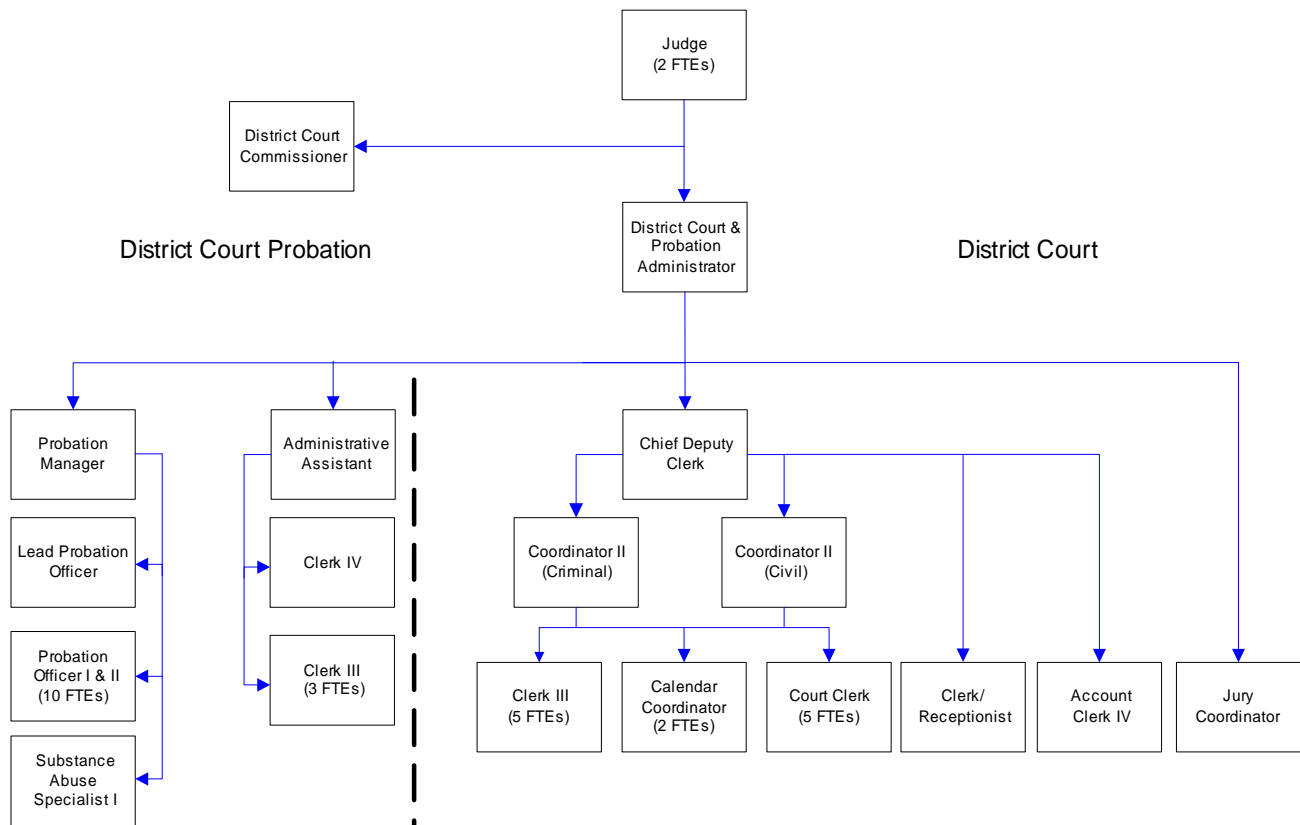 Judge
(2 FTEs)
District Court
Commissioner
District Court &
Probation
Administrator
District Court Probation
District Court
Probation
Manager
Administrative
Assistant
Chief Deputy
Clerk
Lead Probation
Officer
Clerk IV
Coordinator II
(Criminal)
Coordinator II
(Civil)
Probation
Officer I & II
(10 FTEs)
Clerk III
(3 FTEs)
Clerk III
(5 FTEs)
Calendar
Coordinator
(2 FTEs)
Court Clerk
(5 FTEs)
Clerk/
Receptionist
Account
Clerk IV
Jury
Coordinator
Substance
Abuse
Specialist I